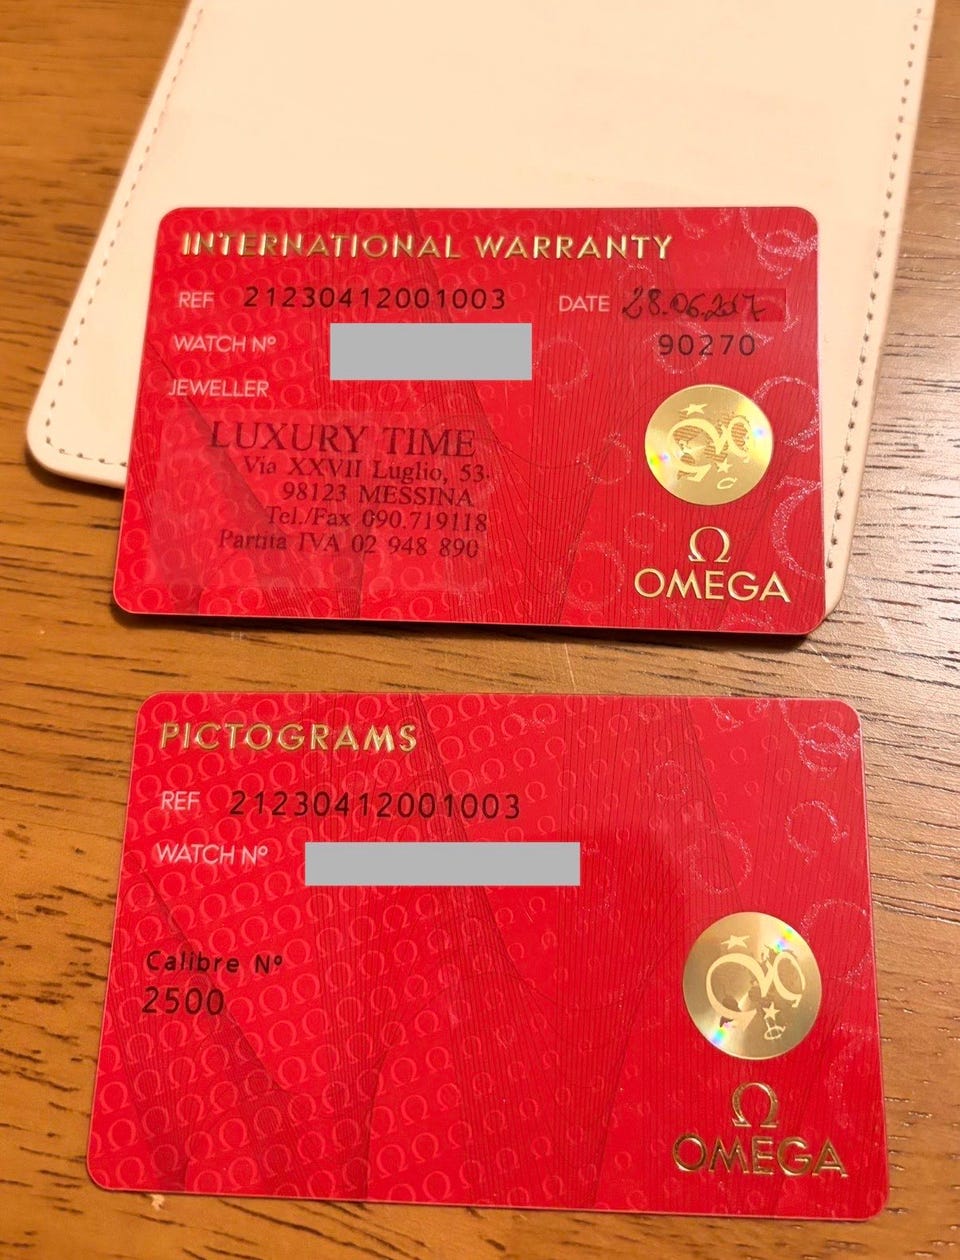 INTERNATIONAL WARRANTY
REF 21230412001003 DATE 28.06.2017
WATCH Nº
90270
JEWELLER
LUXURY TIME
Via XXVII Luglio, 53
98123 MESSINA
Tel./Fax 090.719118
Partita IVA 02 948 890
Ω
OMEGA
PICTOGRAMS
REF 21230412001003
WATCH Nº
Calibre Nº
2500
Ω
OMEGA